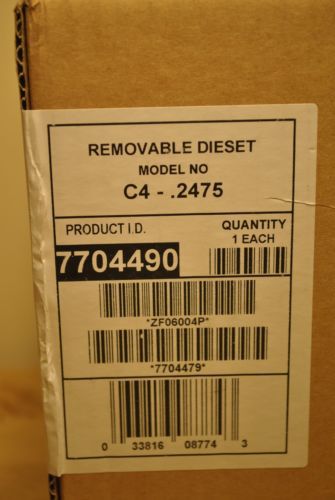 REMOVABLE DIESET
MODEL NO
C4 - .2475
PRODUCT I.D.
QUANTITY
1 EACH
7704490
*ZF06004P*
*7704479*
0 33816 08774 3